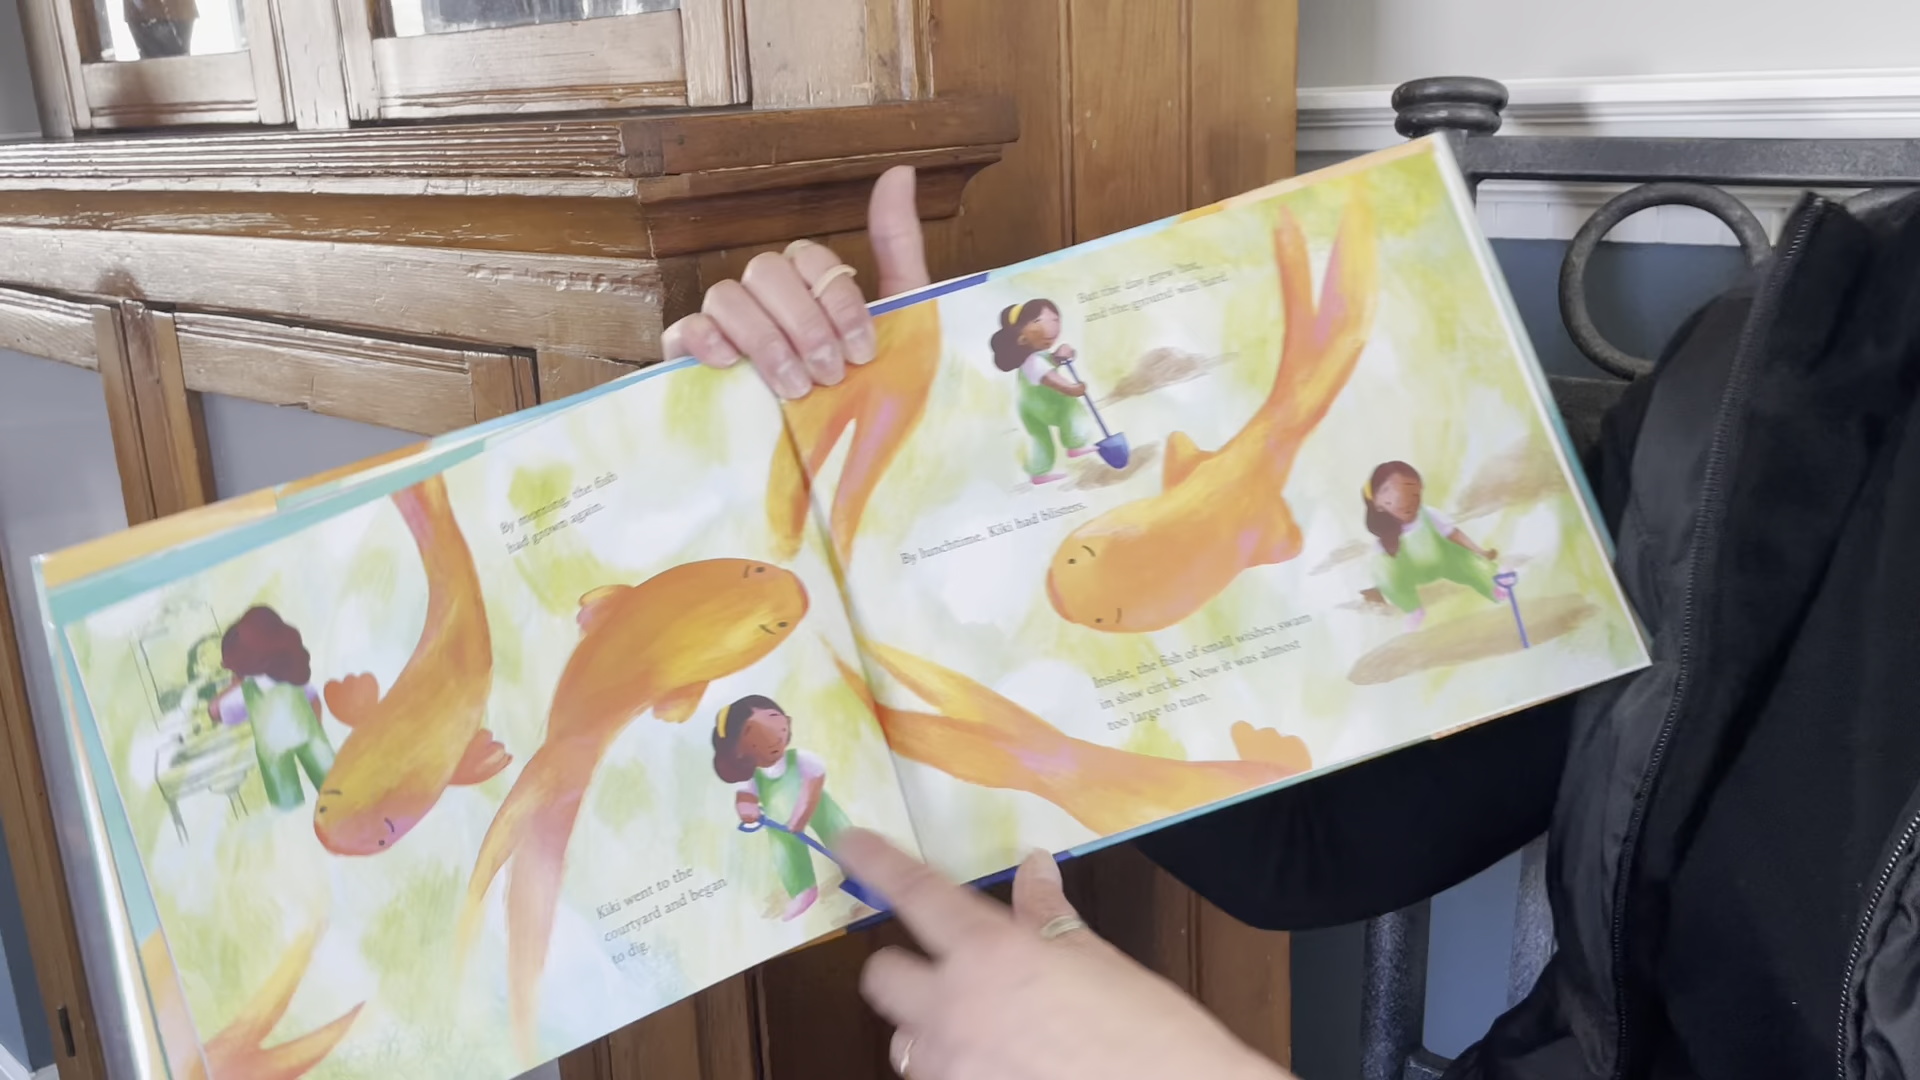 By morning, the fish
had grown again.
Kiki went to the
courtyard and began
to dig.
But the day grew hot,
and the ground was hard.
By lunchtime, Kiki had blisters.
Inside, the fish of small wishes swam
in slow circles. Now it was almost
too large to turn.